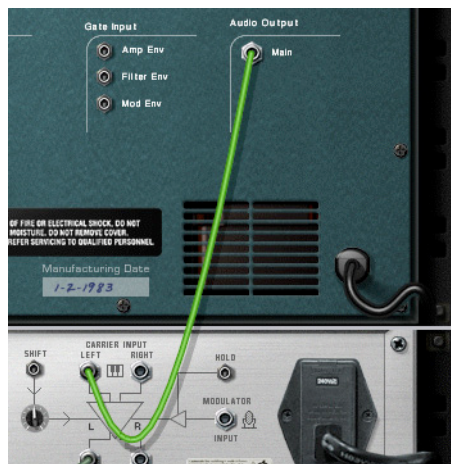 Gate Input
Audio Output
Amp Env
Main
Filter Env
Mod Env
OF FIRE OR ELECTRICAL SHOCK, DO NOT
MOISTURE. DO NOT REMOVE COVER.
REFER SERVICING TO QUALIFIED PERSONNEL.
Manufacturing Date
1-2-1983
CARRIER INPUT
SHIFT
LEFT
RIGHT
HOLD
MODULATOR
L
R
INPUT